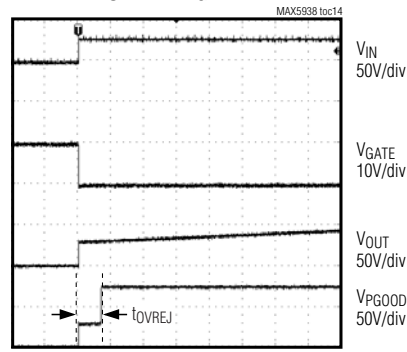 MAX5938 toc14
VIN
50V/div
VGATE
10V/div
VOUT
50V/div
VPGOOD
50V/div
tOVREJ